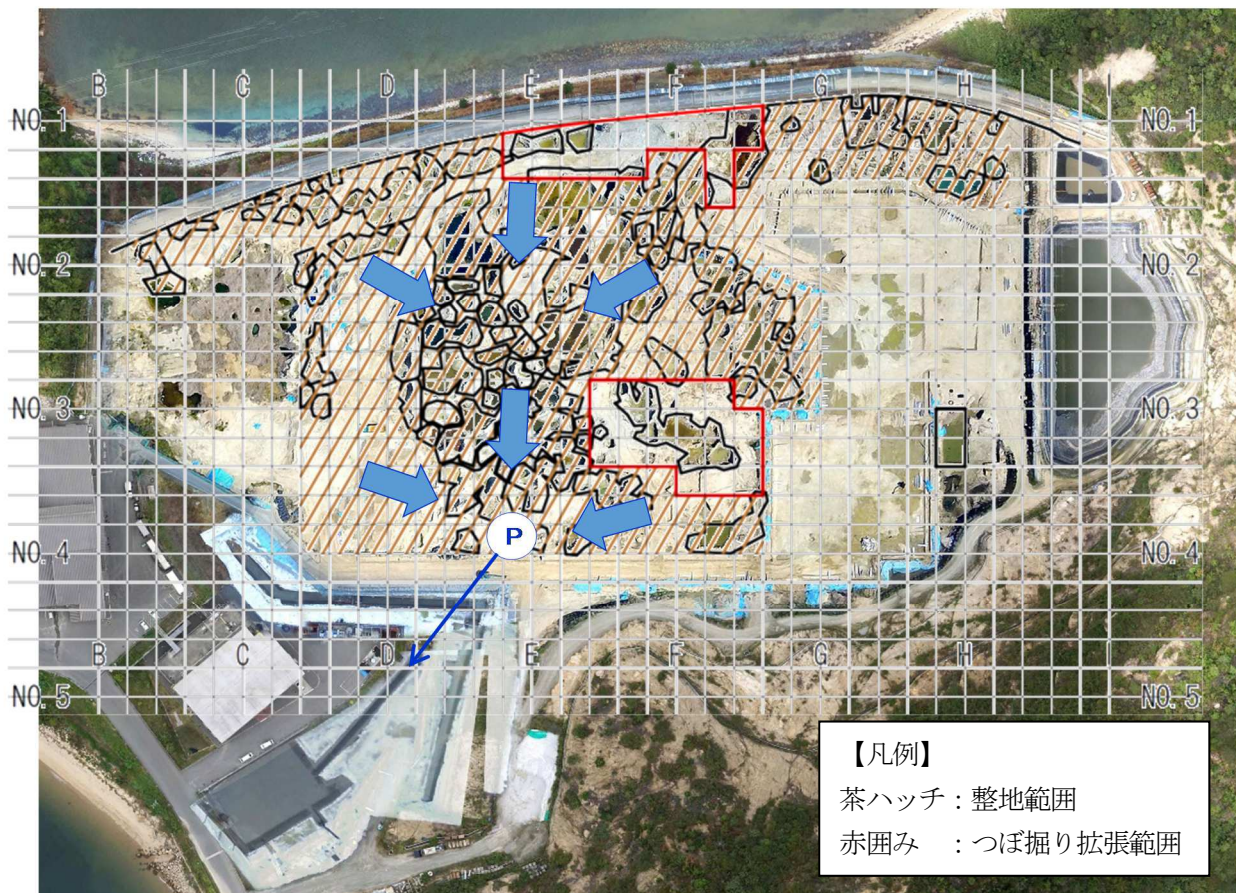 B C D E F G H I
NO. 1 NO. 1
NO. 2 NO. 2
NO. 3 NO. 3
P
NO. 4 NO. 4
B C D E F G H
NO. 5 NO. 5
【凡例】
茶ハッチ：整地範囲
赤囲み　：つぼ掘り拡張範囲